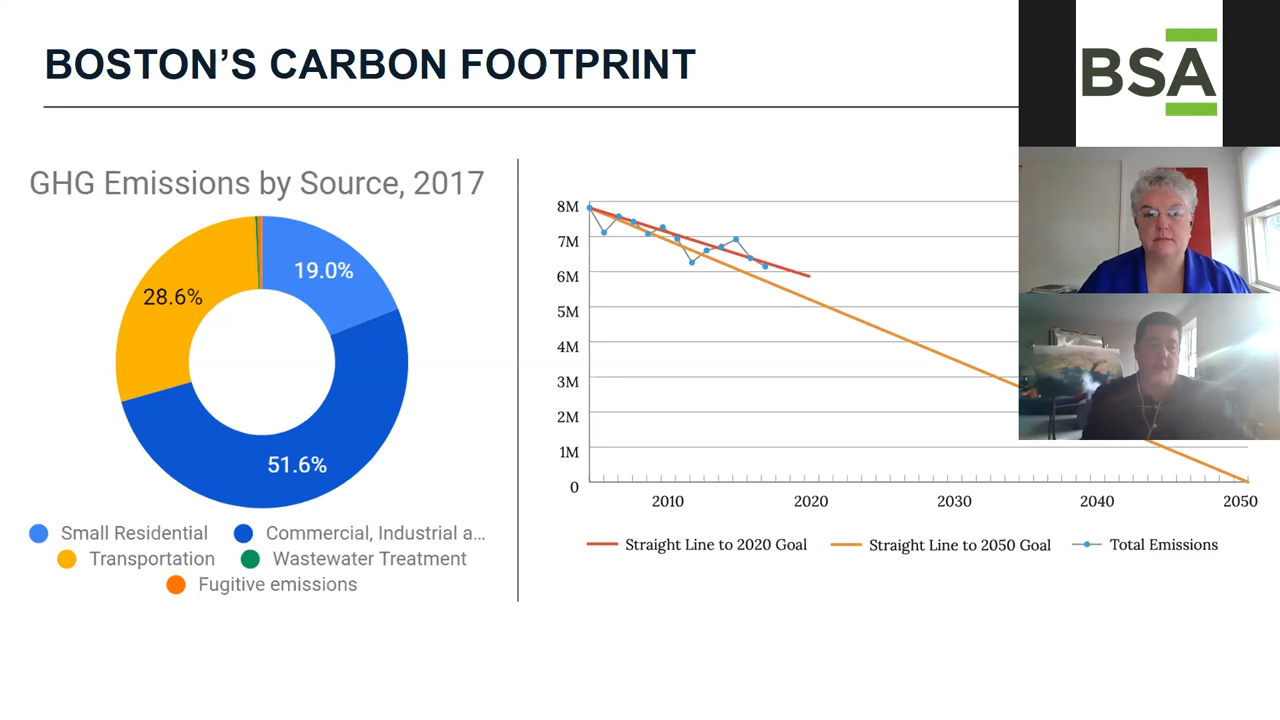 BOSTON’S CARBON FOOTPRINT
BSA
GHG Emissions by Source, 2017
19.0%
28.6%
51.6%
Small Residential
Commercial, Industrial a...
Transportation
Wastewater Treatment
Fugitive emissions
8M
7M
6M
5M
4M
3M
2M
1M
0
2010 2020 2030 2040 2050
Straight Line to 2020 Goal
Straight Line to 2050 Goal
Total Emissions